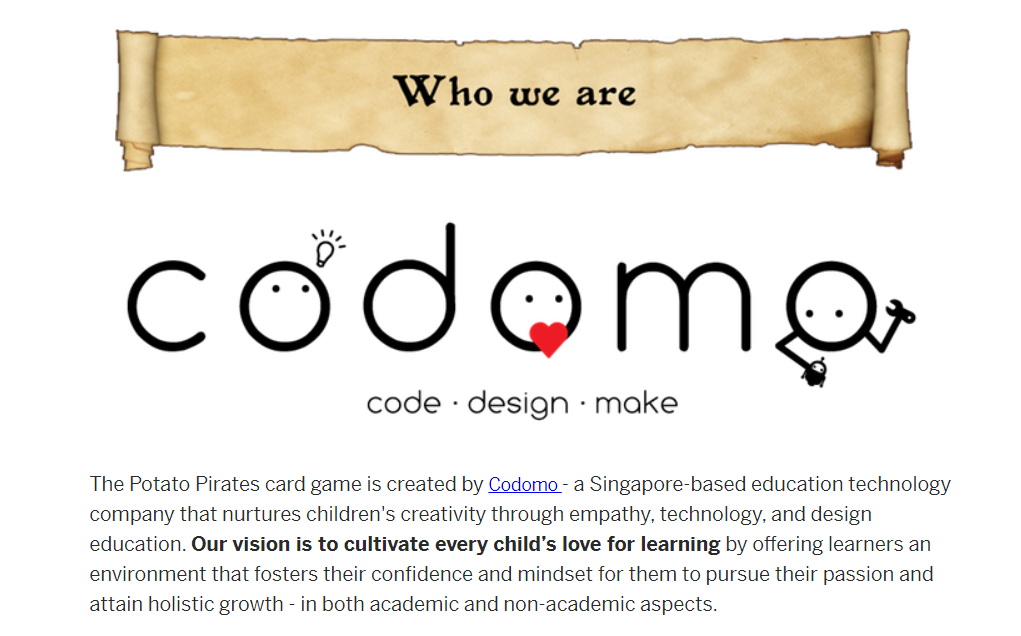 Who we are
codomo
code · design · make
The Potato Pirates card game is created by Codomo - a Singapore-based education technology
company that nurtures children's creativity through empathy, technology, and design
education. Our vision is to cultivate every child’s love for learning by offering learners an
environment that fosters their confidence and mindset for them to pursue their passion and
attain holistic growth - in both academic and non-academic aspects.